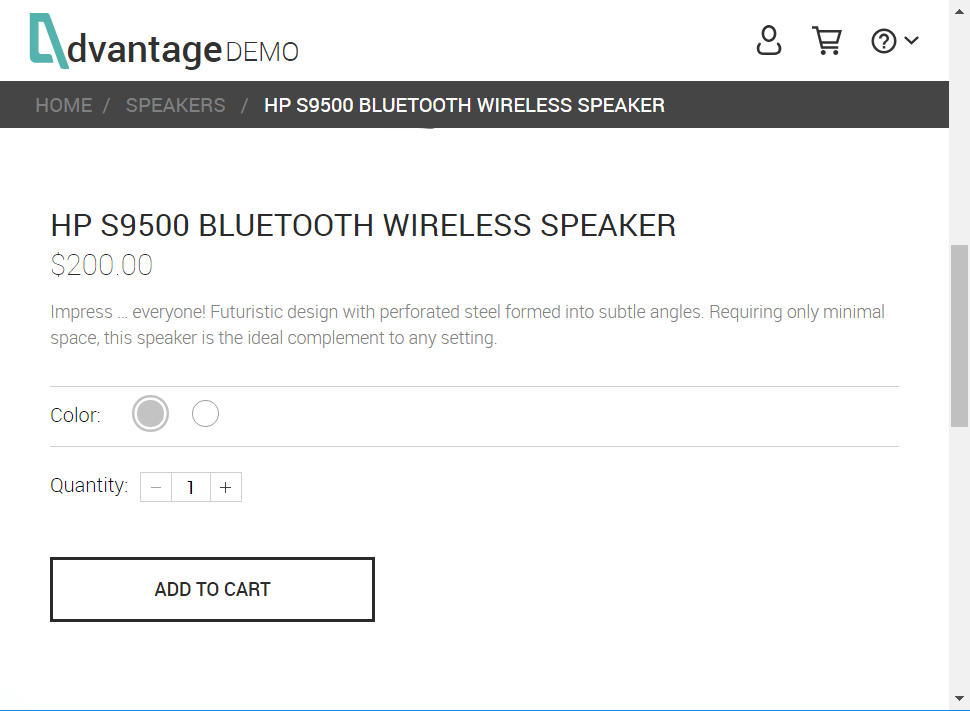 dvantage DEMO
HOME / SPEAKERS / HP S9500 BLUETOOTH WIRELESS SPEAKER
HP S9500 BLUETOOTH WIRELESS SPEAKER
$200.00
Impress ... everyone! Futuristic design with perforated steel formed into subtle angles. Requiring only minimal
space, this speaker is the ideal complement to any setting.
Color:
Quantity: − 1 +
ADD TO CART